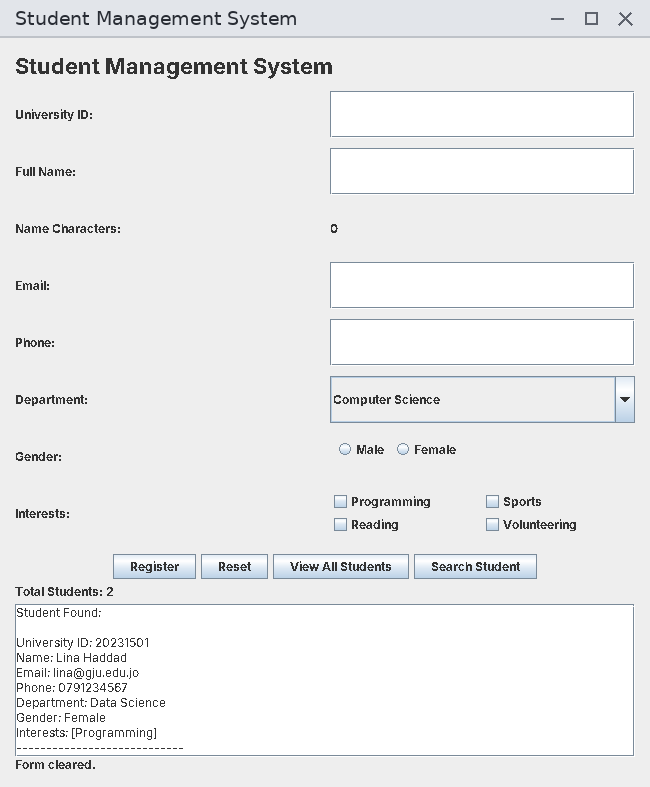 Student Management System
Student Management System
University ID:
Full Name:
Name Characters: 0
Email:
Phone:
Department: Computer Science
Gender: Male Female
Programming Sports
Interests:
Reading Volunteering
Register Reset View All Students Search Student
Total Students: 2
Student Found:
University ID: 20231501
Name: Lina Haddad
Email: lina@gju.edu.jo
Phone: 0791234567
Department: Data Science
Gender: Female
Interests: [Programming]
----------------------------
Form cleared.